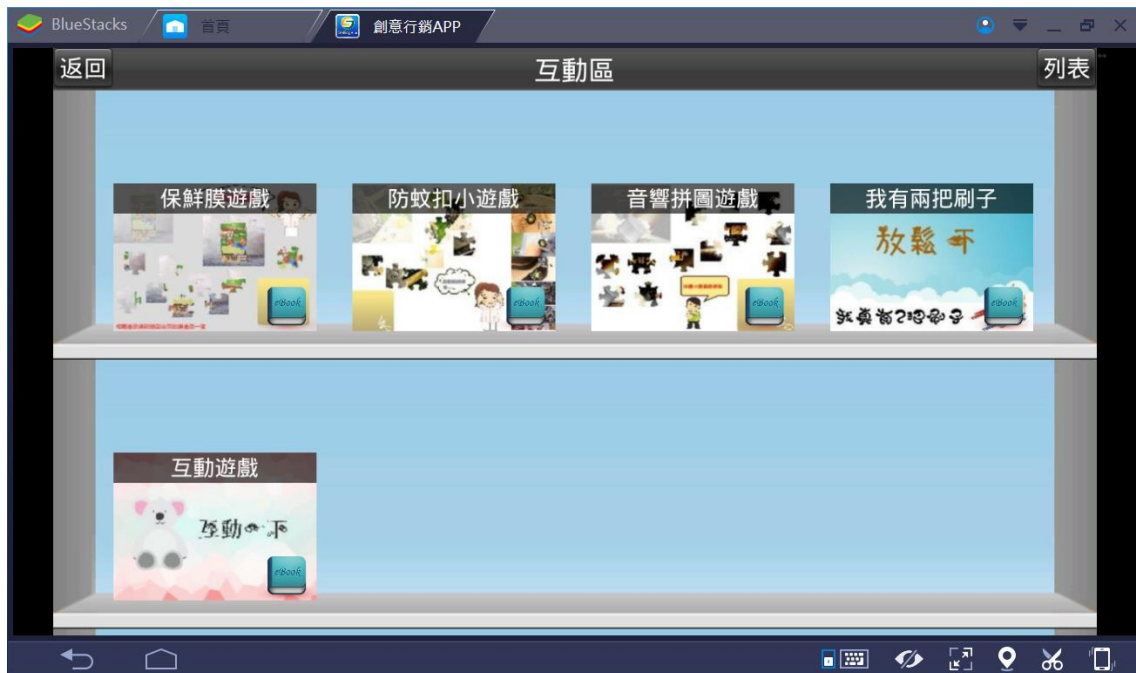 BlueStacks
首頁
創意行銷APP
返回
互動區
列表
保鮮膜遊戲
防蚊扣小遊戲
音響拼圖遊戲
我有兩把刷子
放鬆一下
eBook
eBook
eBook
eBook
互動遊戲
互動一下
eBook